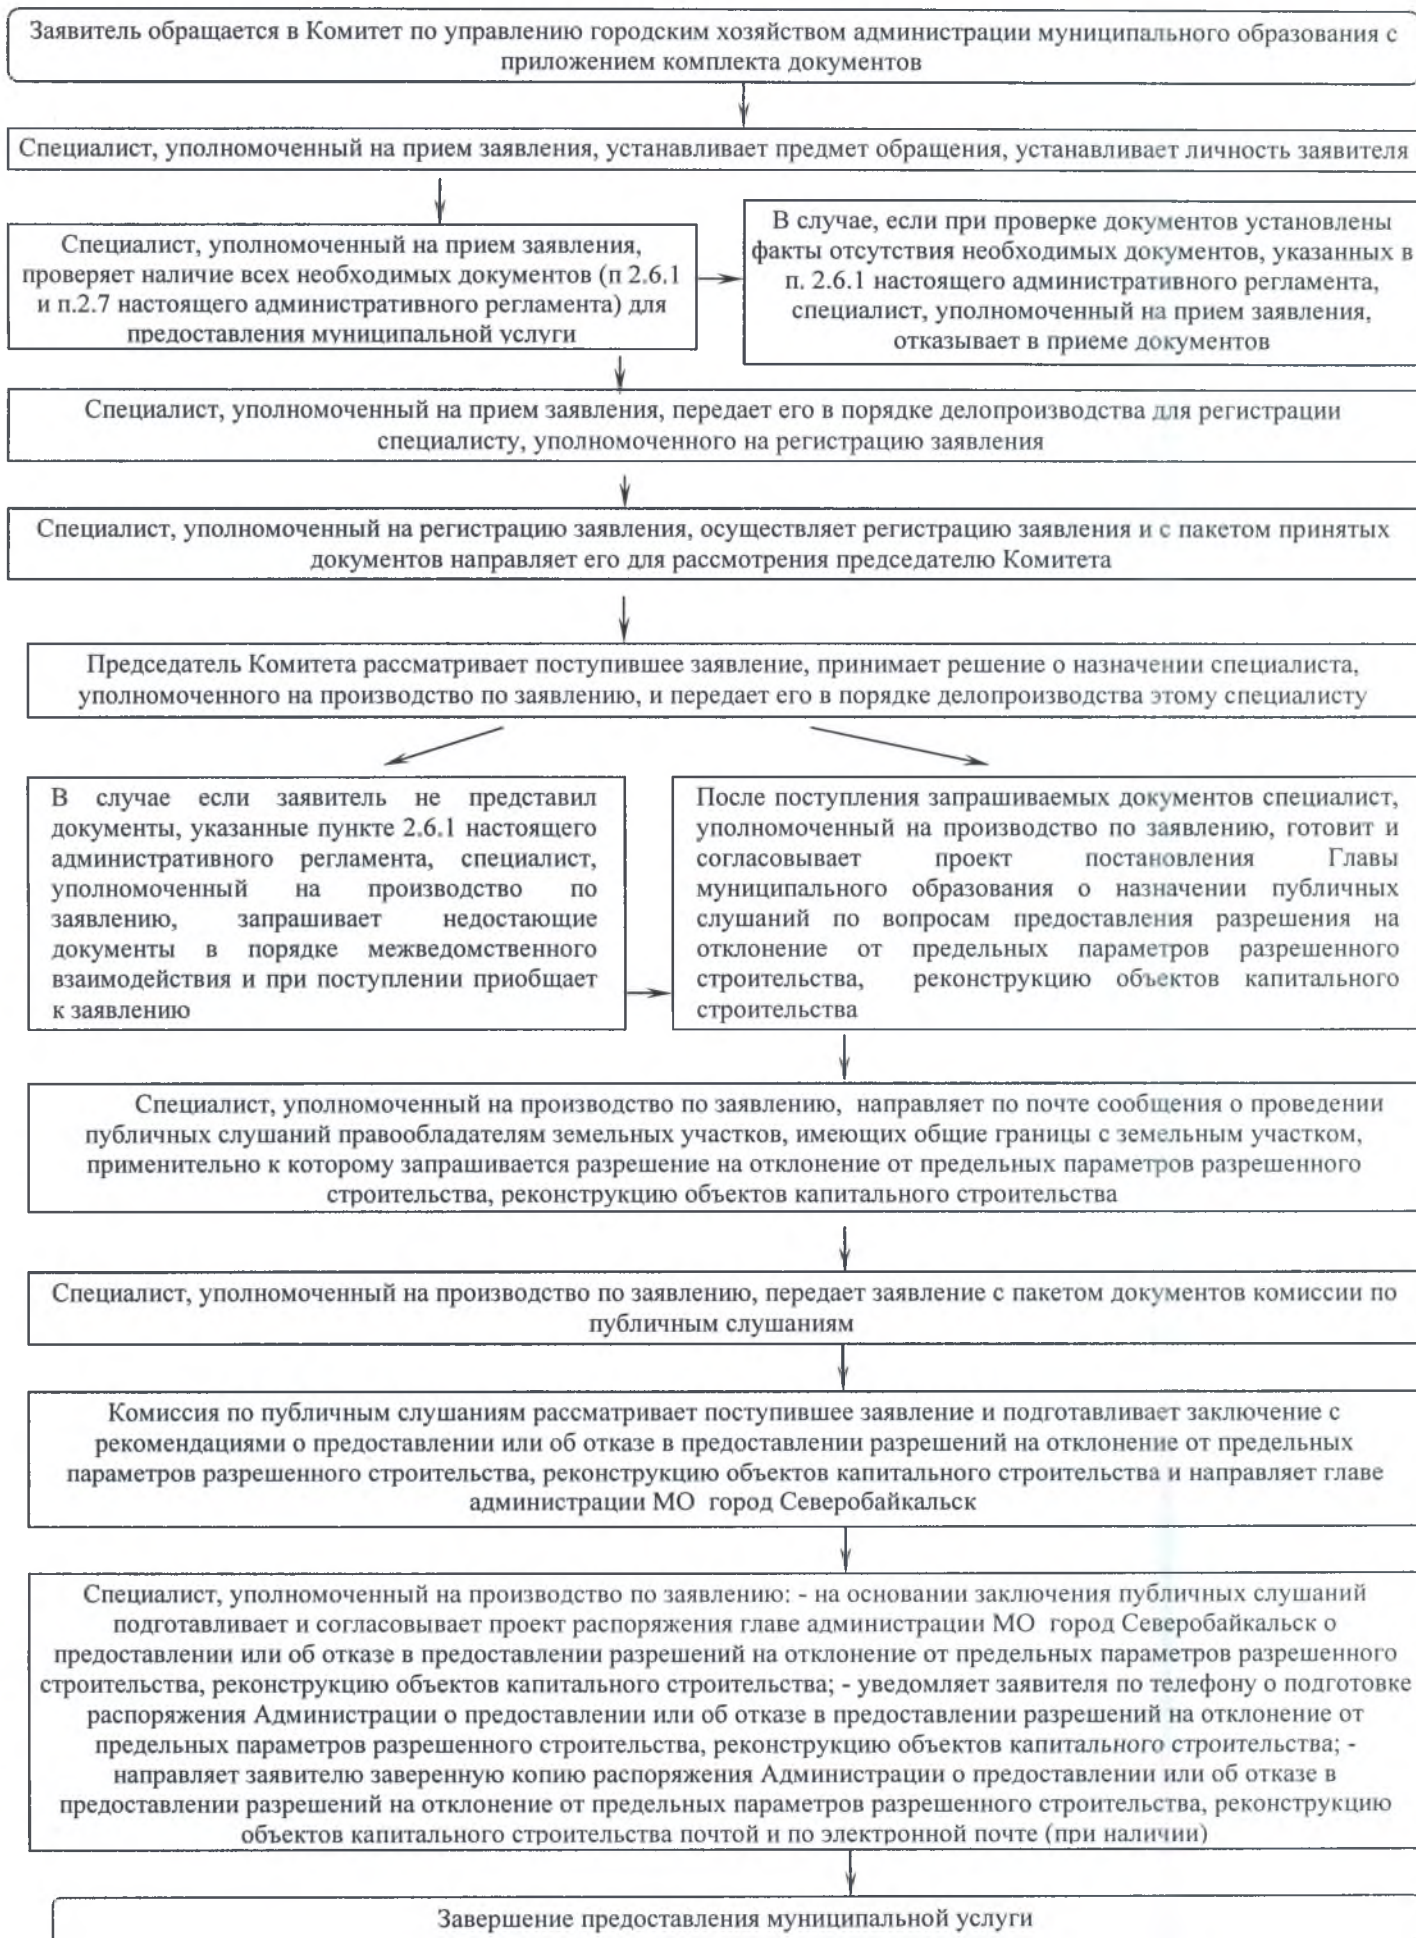 Заявитель обращается в Комитет по управлению городским хозяйством администрации муниципального образования с
приложением комплекта документов
Специалист, уполномоченный на прием заявления, устанавливает предмет обращения, устанавливает личность заявителя
Специалист, уполномоченный на прием заявления,
проверяет наличие всех необходимых документов (п 2.6.1
и п.2.7 настоящего административного регламента) для
предоставления муниципальной услуги
В случае, если при проверке документов установлены
факты отсутствия необходимых документов, указанных в
п. 2.6.1 настоящего административного регламента,
специалист, уполномоченный на прием заявления,
отказывает в приеме документов
Специалист, уполномоченный на прием заявления, передает его в порядке делопроизводства для регистрации
специалисту, уполномоченного на регистрацию заявления
Специалист, уполномоченный на регистрацию заявления, осуществляет регистрацию заявления и с пакетом принятых
документов направляет его для рассмотрения председателю Комитета
Председатель Комитета рассматривает поступившее заявление, принимает решение о назначении специалиста,
уполномоченного на производство по заявлению, и передает его в порядке делопроизводства этому специалисту
В случае если заявитель не представил
документы, указанные пункте 2.6.1 настоящего
административного регламента, специалист,
уполномоченный на производство по
заявлению, запрашивает недостающие
документы в порядке межведомственного
взаимодействия и при поступлении приобщает
к заявлению
После поступления запрашиваемых документов специалист,
уполномоченный на производство по заявлению, готовит и
согласовывает проект постановления Главы
муниципального образования о назначении публичных
слушаний по вопросам предоставления разрешения на
отклонение от предельных параметров разрешенного
строительства, реконструкцию объектов капитального
строительства
Специалист, уполномоченный на производство по заявлению, направляет по почте сообщения о проведении
публичных слушаний правообладателям земельных участков, имеющих общие границы с земельным участком,
применительно к которому запрашивается разрешение на отклонение от предельных параметров разрешенного
строительства, реконструкцию объектов капитального строительства
Специалист, уполномоченный на производство по заявлению, передает заявление с пакетом документов комиссии по
публичным слушаниям
Комиссия по публичным слушаниям рассматривает поступившее заявление и подготавливает заключение с
рекомендациями о предоставлении или об отказе в предоставлении разрешений на отклонение от предельных
параметров разрешенного строительства, реконструкцию объектов капитального строительства и направляет главе
администрации МО город Северобайкальск
Специалист, уполномоченный на производство по заявлению: - на основании заключения публичных слушаний
подготавливает и согласовывает проект распоряжения главе администрации МО город Северобайкальск о
предоставлении или об отказе в предоставлении разрешений на отклонение от предельных параметров разрешенного
строительства, реконструкцию объектов капитального строительства; - уведомляет заявителя по телефону о подготовке
распоряжения Администрации о предоставлении или об отказе в предоставлении разрешений на отклонение от
предельных параметров разрешенного строительства, реконструкцию объектов капитального строительства; -
направляет заявителю заверенную копию распоряжения Администрации о предоставлении или об отказе в
предоставлении разрешений на отклонение от предельных параметров разрешенного строительства, реконструкцию
объектов капитального строительства почтой и по электронной почте (при наличии)
Завершение предоставления муниципальной услуги